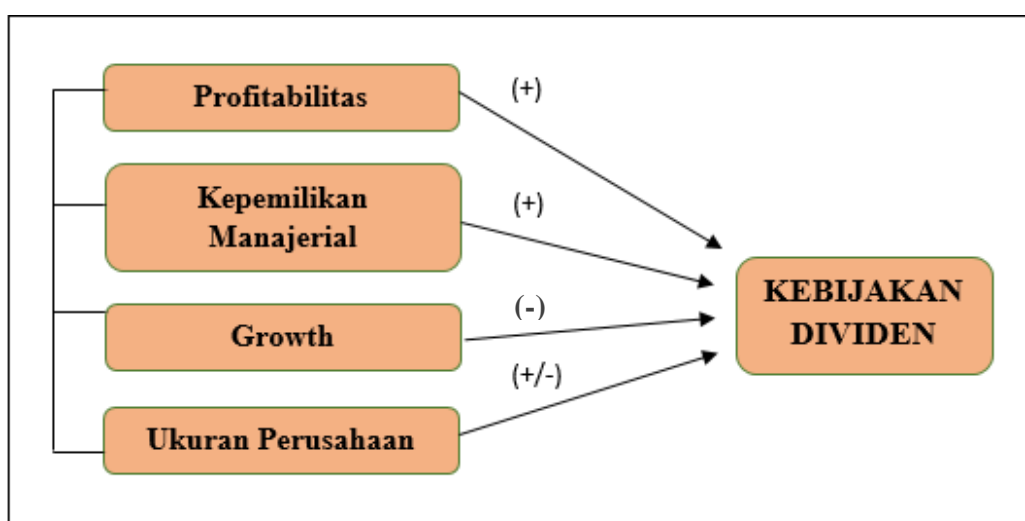 Profitabilitas
(+)
Kepemilikan
Manajerial
(+)
Growth
(-)
Ukuran Perusahaan
(+/-)
KEBIJAKAN
DIVIDEN